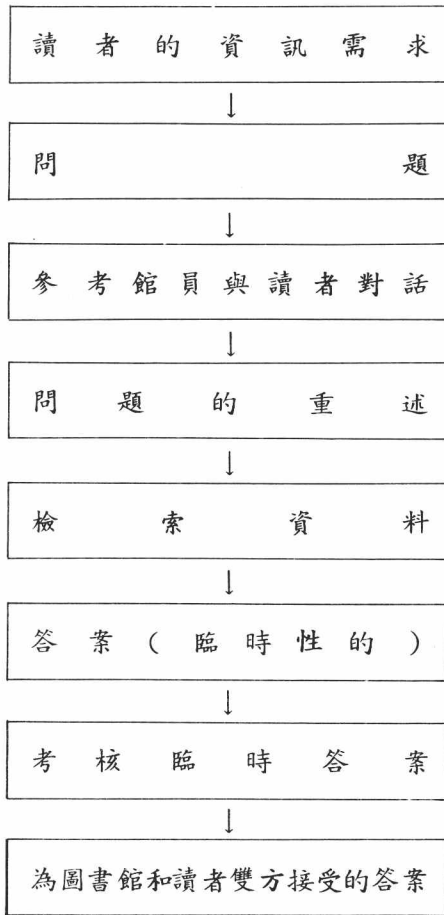 讀者的資訊需求
↓
問題
↓
參考館員與讀者對話
↓
問題的重述
↓
檢索資料
↓
答案(臨時性的)
↓
考核臨時答案
↓
為圖書館和讀者雙方接受的答案